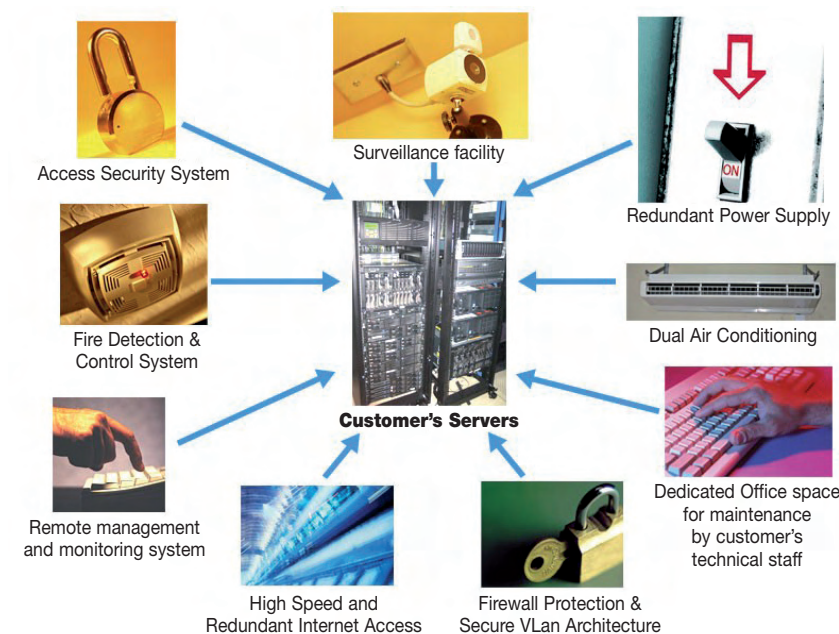 Access Security System
Surveillance facility
ON
Redundant Power Supply
Fire Detection &
Control System
Dual Air Conditioning
Customer's Servers
Remote management
and monitoring system
High Speed and
Redundant Internet Access
Firewall Protection &
Secure VLan Architecture
Dedicated Office space
for maintenance
by customer's
technical staff